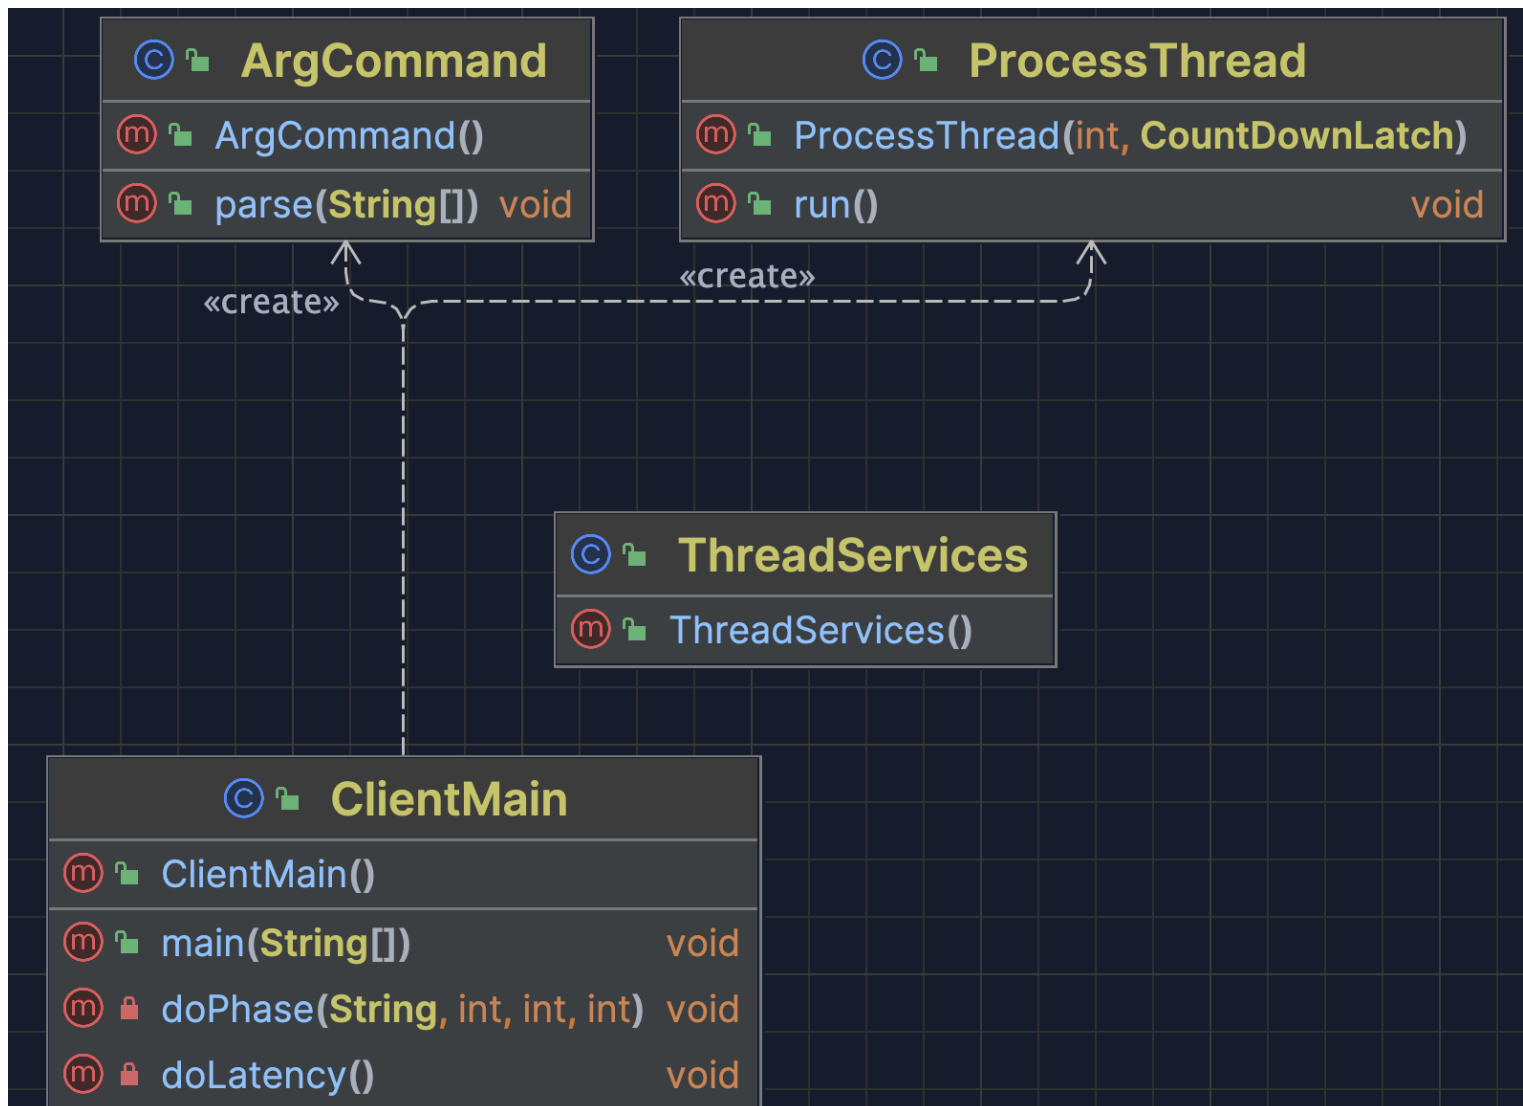 ArgCommand
ArgCommand()
parse(String[]) void
ProcessThread
ProcessThread(int, CountDownLatch)
run() void
«create»
«create»
ThreadServices
ThreadServices()
ClientMain
ClientMain()
main(String[]) void
doPhase(String, int, int, int) void
doLatency() void